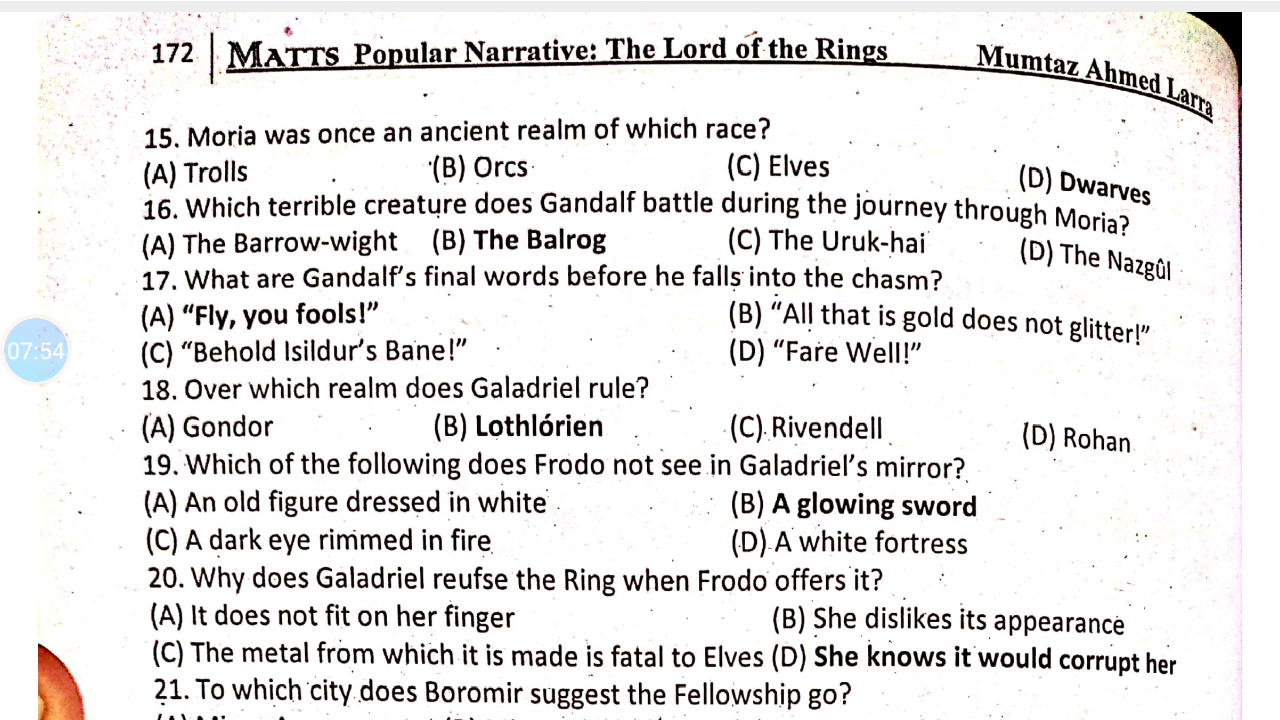 172 MATTS Popular Narrative: The Lord of the Rings Mumtaz Ahmed Larra
15. Moria was once an ancient realm of which race?
(A) Trolls (B) Orcs (C) Elves (D) Dwarves
16. Which terrible creature does Gandalf battle during the journey through Moria?
(A) The Barrow-wight (B) The Balrog (C) The Uruk-hai (D) The Nazgûl
17. What are Gandalf's final words before he falls into the chasm?
(A) "Fly, you fools!" (B) "All that is gold does not glitter!"
(C) "Behold Isildur's Bane!" (D) "Fare Well!"
07:54
18. Over which realm does Galadriel rule?
(A) Gondor (B) Lothlórien (C) Rivendell (D) Rohan
19. Which of the following does Frodo not see in Galadriel's mirror?
(A) An old figure dressed in white (B) A glowing sword
(C) A dark eye rimmed in fire (D) A white fortress
20. Why does Galadriel reufse the Ring when Frodo offers it?
(A) It does not fit on her finger (B) She dislikes its appearance
(C) The metal from which it is made is fatal to Elves (D) She knows it would corrupt her
21. To which city does Boromir suggest the Fellowship go?